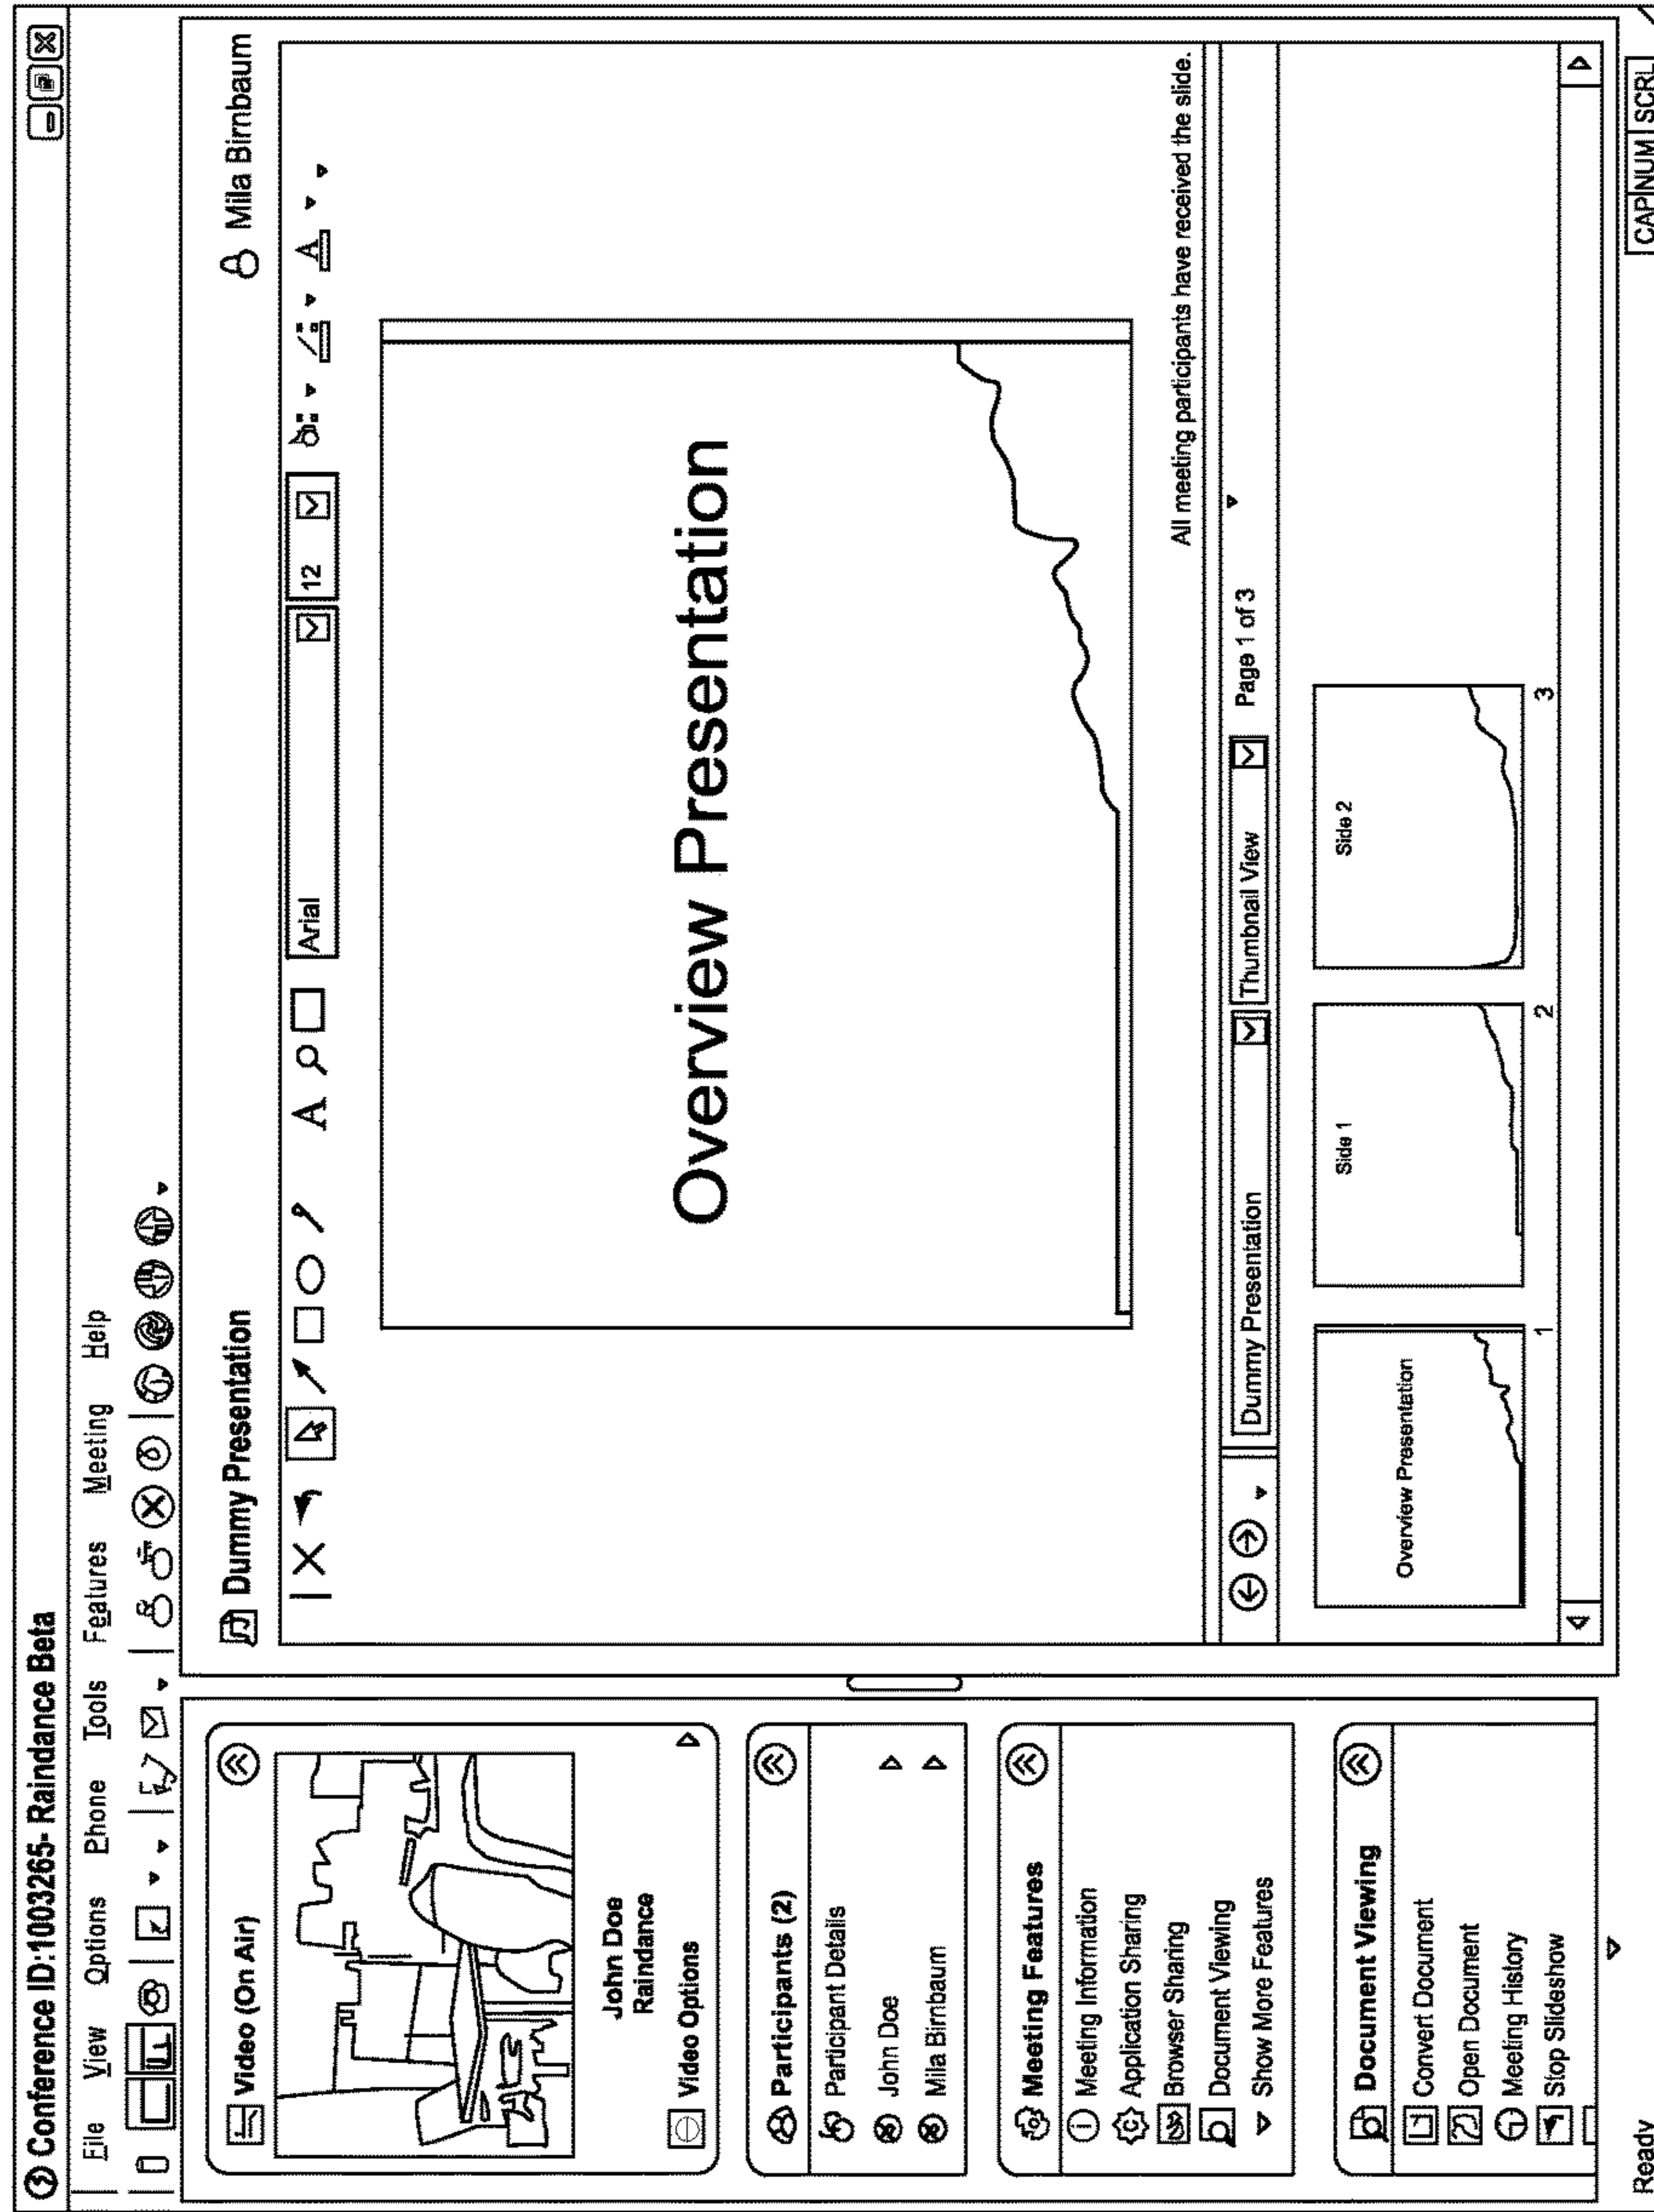 Conference ID:1003265- Raindance Beta
File View Options Phone Tools Features Meeting Help
Video (On Air)
John Doe
Raindance
Video Options
Participants (2)
Participant Details
John Doe
Mila Birnbaum
Meeting Features
Meeting Information
Application Sharing
Browser Sharing
Document Viewing
Show More Features
Document Viewing
Convert Document
Open Document
Meeting History
Stop Slideshow
Dummy Presentation
Mila Birnbaum
A Arial 12 A
Overview Presentation
All meeting participants have received the slide.
Dummy Presentation Thumbnail View Page 1 of 3
Overview Presentation
1
Side 1
2
Side 2
3
Ready
CAP NUM SCRL